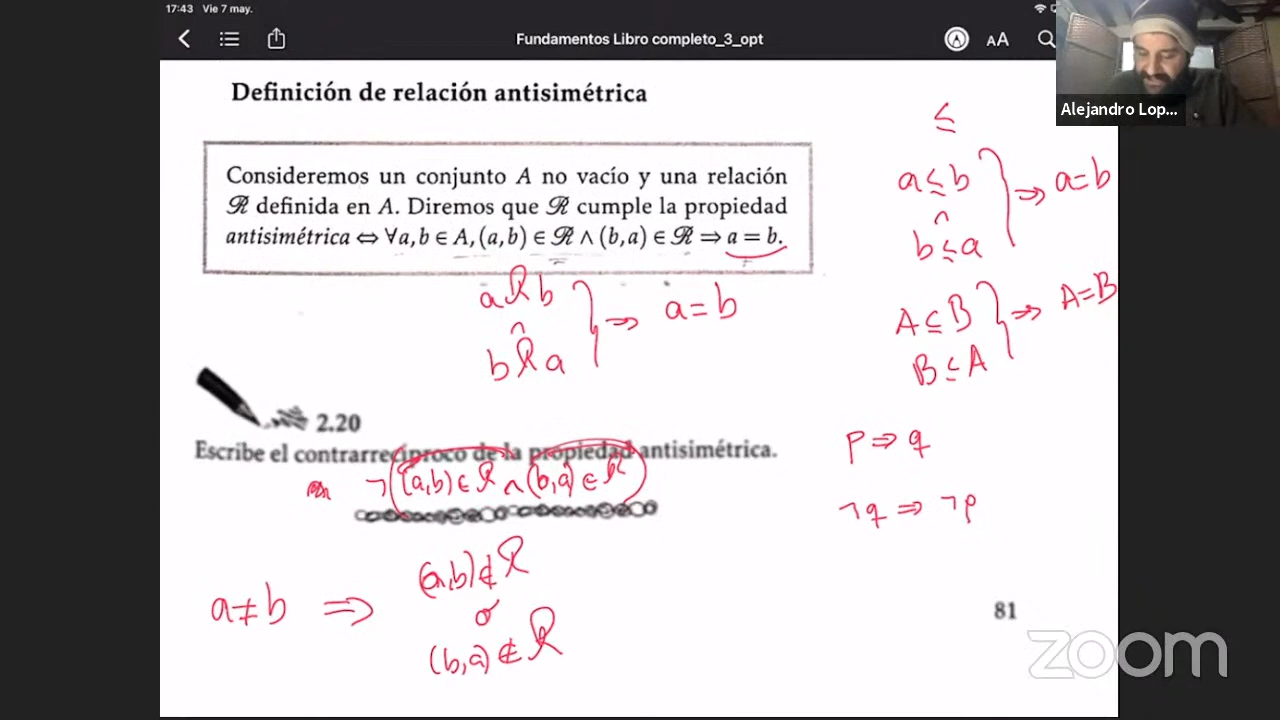 17:43 Vie 7 may.
Fundamentos Libro completo_3_opt
AA
Alejandro Lop...
Definición de relación antisimétrica
Consideremos un conjunto A no vacío y una relación
ℛ definida en A. Diremos que ℛ cumple la propiedad
antisimétrica ⇔ ∀a, b ∈ A, (a, b) ∈ ℛ ∧ (b, a) ∈ ℛ ⇒ a = b.
aℛb
∧
bℛa
⇒ a = b
≤
a ≤ b
∧
b ≤ a
⇒ a = b
A ⊆ B
B ⊆ A
⇒ A = B
2.20
Escribe el contrarrecíproco de la propiedad antisimétrica.
¬ ((a,b) ∈ ℛ ∧ (b,a) ∈ ℛ)
p ⇒ q
¬q ⇒ ¬p
a ≠ b ⇒
(a,b) ∉ ℛ
o
(b,a) ∉ ℛ
81
zoom